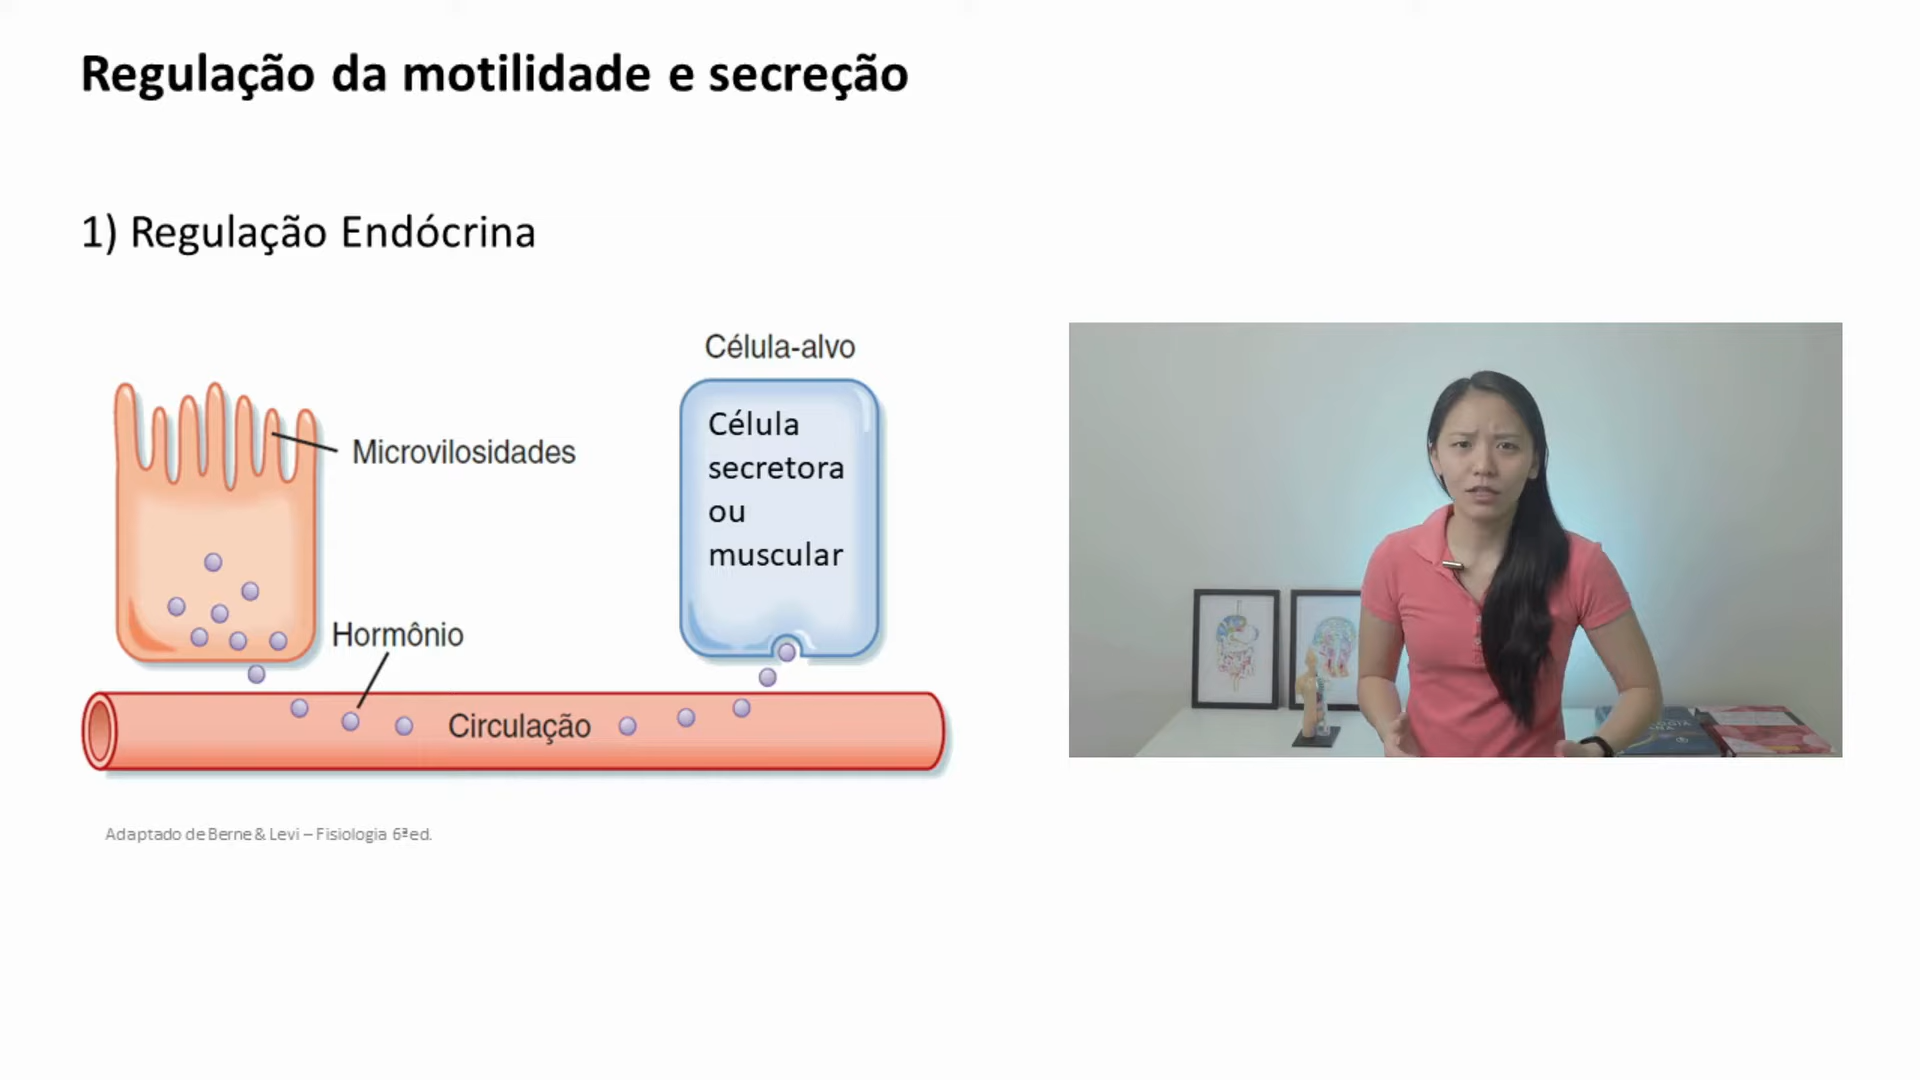 Regulação da motilidade e secreção
1) Regulação Endócrina
Célula-alvo
Célula
secretora
ou
muscular
Microvilosidades
Hormônio
Circulação
Adaptado de Berne & Levi – Fisiologia 6ªed.